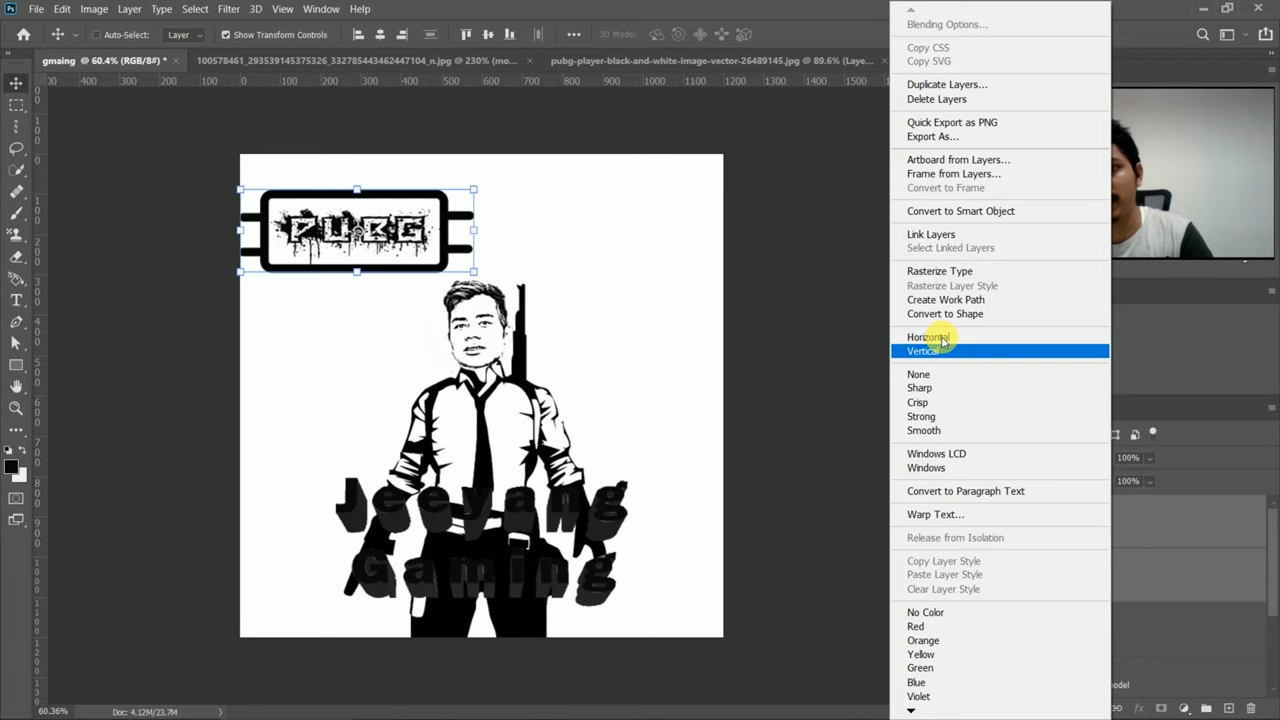 File Edit Image Layer Type Select Filter 3D View Window
Auto-Select: Layer Show Transform Controls 3D Mode:
gmaing @ 60.4% (RGB/8#) * 100578461_293539145375326_332785443462447104_n.jpg @ 230% (mo... pubg-player-black-and-white-image-vector-26489145.jpg @ 89.6% (Laye...
PUBG
Jeeyang
Gaming
Blending Options...
Copy CSS
Copy SVG
Duplicate Layers...
Delete Layers
Quick Export as PNG
Export As...
Artboard from Layers...
Frame from Layers...
Convert to Frame
Convert to Smart Object
Link Layers
Select Linked Layers
Rasterize Type
Rasterize Layer Style
Create Work Path
Convert to Shape
Horizontal
Vertical
None
Sharp
Crisp
Strong
Smooth
Windows LCD
Windows
Convert to Paragraph Text
Warp Text...
Release from Isolation
Copy Layer Style
Paste Layer Style
Clear Layer Style
No Color
Red
Orange
Yellow
Green
Blue
Violet
100%
100%
60.36% Doc: 4.12M/23.7M